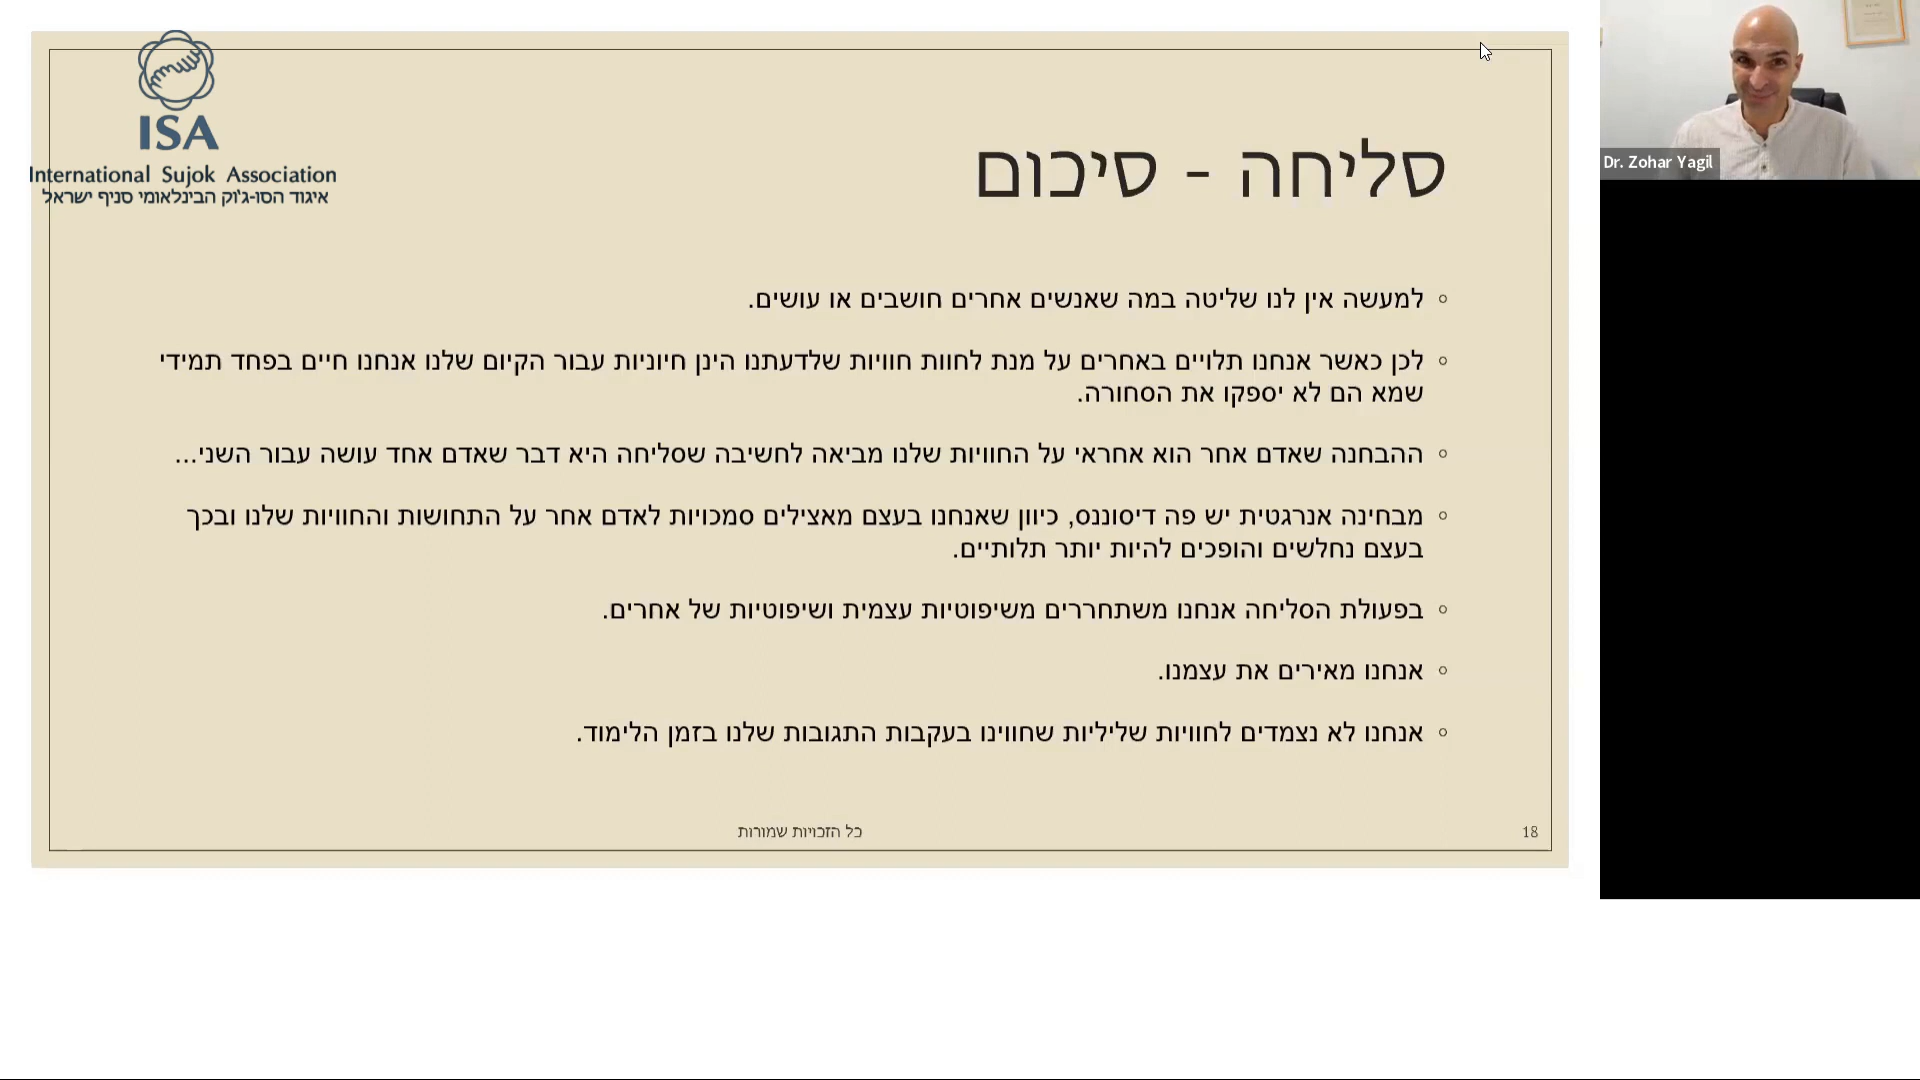 ISA
International Sujok Association
איגוד הסו-ג'וק הבינלאומי סניף ישראל
סליחה - סיכום
למעשה אין לנו שליטה במה שאנשים אחרים חושבים או עושים.
לכן כאשר אנחנו תלויים באחרים על מנת לחוות חוויות שלדעתנו הינן חיוניות עבור הקיום שלנו אנחנו חיים בפחד תמידי
שמא הם לא יספקו את הסחורה.
ההבחנה שאדם אחר הוא אחראי על החוויות שלנו מביאה לחשיבה שסליחה היא דבר שאדם אחד עושה עבור השני...
מבחינה אנרגטית יש פה דיסוננס, כיוון שאנחנו בעצם מאצילים סמכויות לאדם אחר על התחושות והחוויות שלנו ובכך
בעצם נחלשים והופכים להיות יותר תלותיים.
בפעולת הסליחה אנחנו משתחררים משיפוטיות עצמית ושיפוטיות של אחרים.
אנחנו מאירים את עצמנו.
אנחנו לא נצמדים לחוויות שליליות שחווינו בעקבות התגובות שלנו בזמן הלימוד.
כל הזכויות שמורות
18
Dr. Zohar Yagil